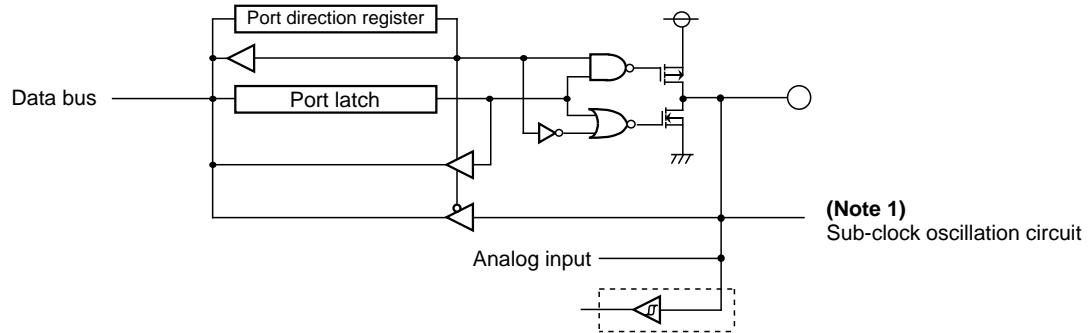 Port direction register
Data bus
Port latch
(Note 1)
Sub-clock oscillation circuit
Analog input